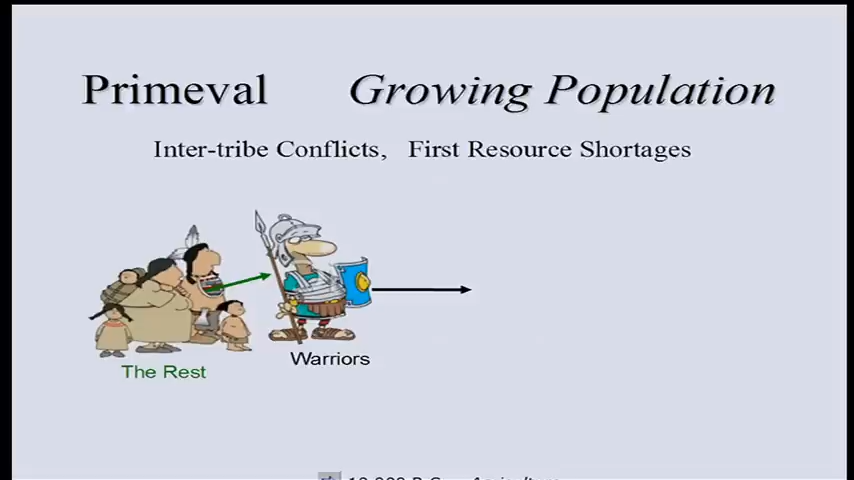 Primeval Growing Population
Inter-tribe Conflicts, First Resource Shortages
Warriors
The Rest